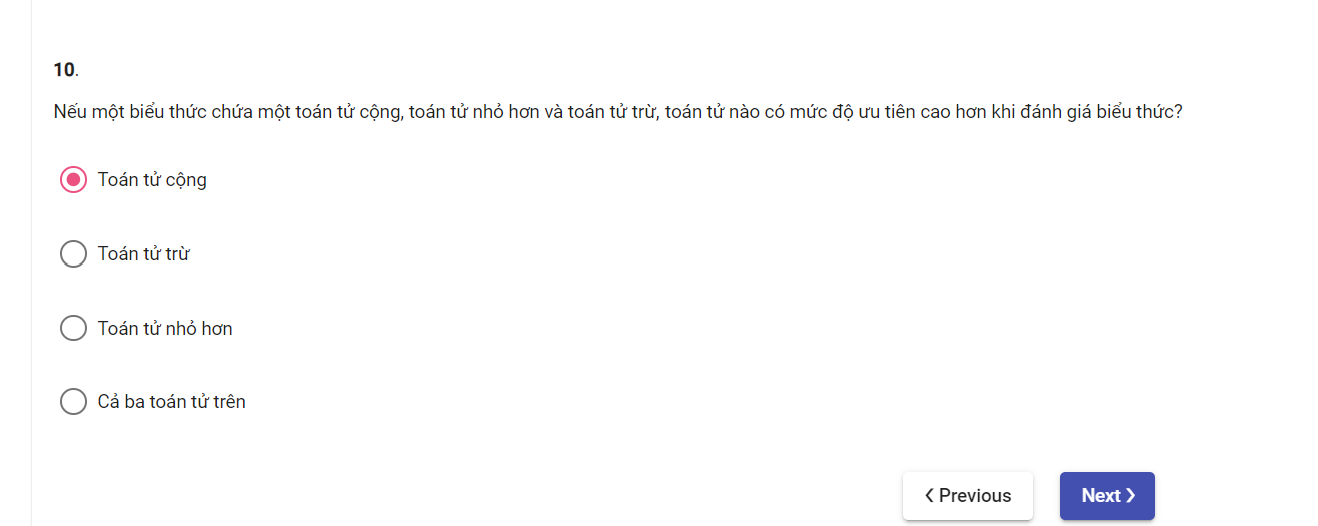 10.
Nếu một biểu thức chứa một toán tử cộng, toán tử nhỏ hơn và toán tử trừ, toán tử nào có mức độ ưu tiên cao hơn khi đánh giá biểu thức?
Toán tử cộng
Toán tử trừ
Toán tử nhỏ hơn
Cả ba toán tử trên
❮ Previous
Next ❯